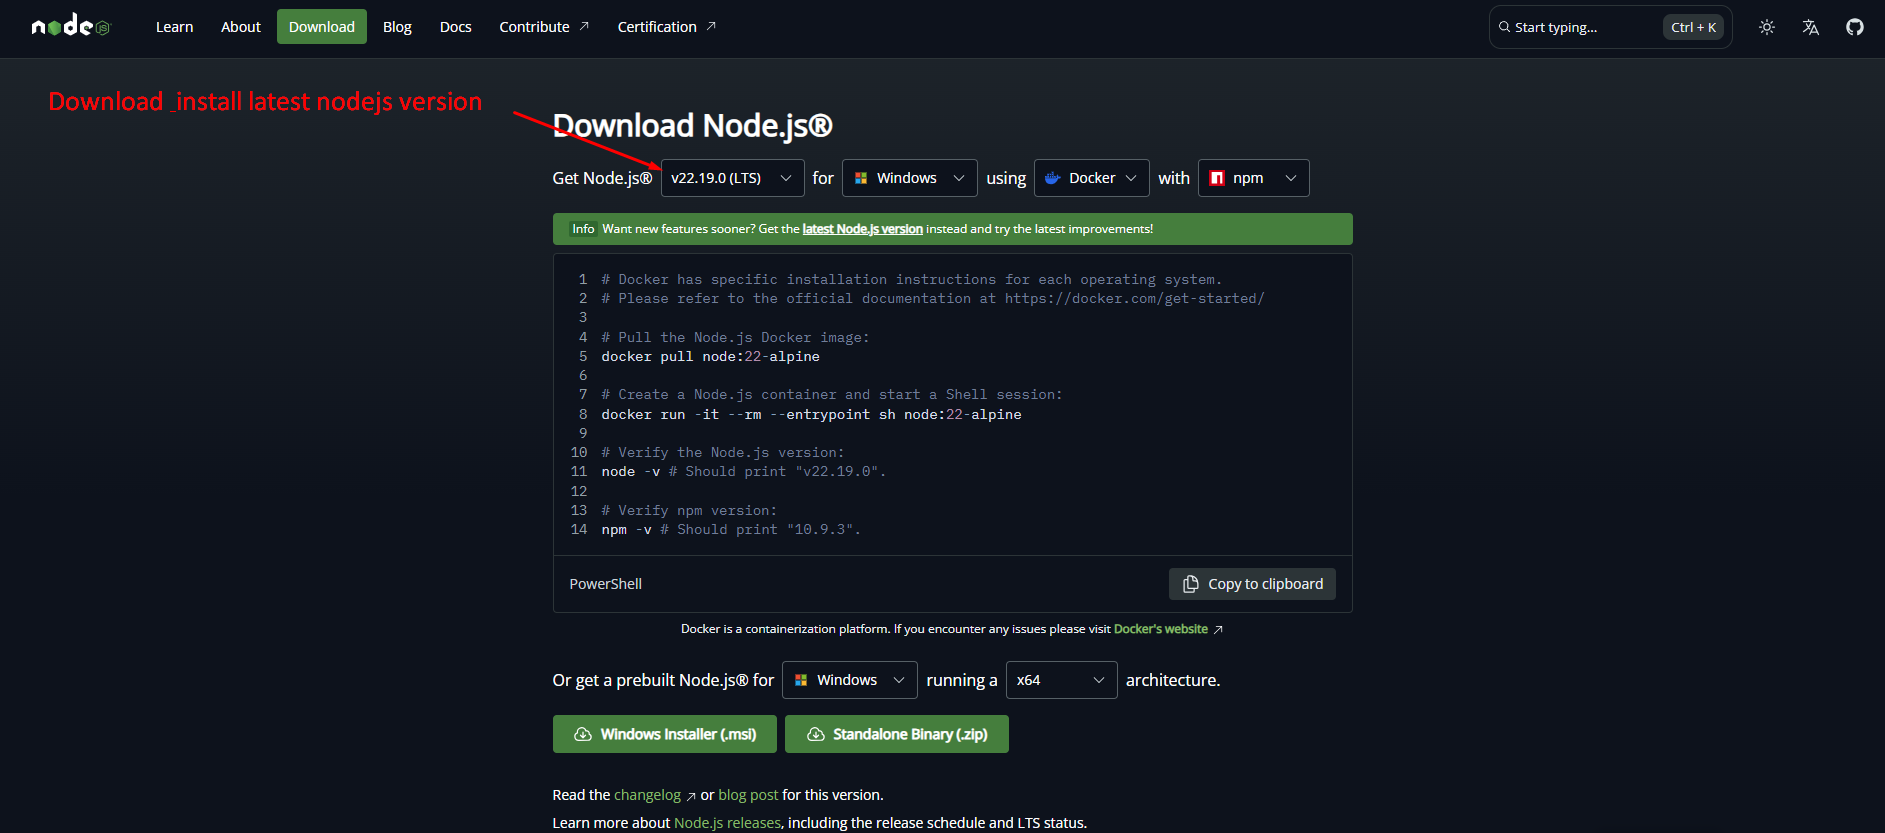 node JS
Learn About Download Blog Docs Contribute ↗ Certification ↗ Start typing... Ctrl + K
Download _install latest nodejs version
Download Node.js®
Get Node.js® v22.19.0 (LTS) for Windows using Docker with npm
Info Want new features sooner? Get the latest Node.js version instead and try the latest improvements!
1 # Docker has specific installation instructions for each operating system.
2 # Please refer to the official documentation at https://docker.com/get-started/
3
4 # Pull the Node.js Docker image:
5 docker pull node:22-alpine
6
7 # Create a Node.js container and start a Shell session:
8 docker run -it --rm --entrypoint sh node:22-alpine
9
10 # Verify the Node.js version:
11 node -v # Should print "v22.19.0".
12
13 # Verify npm version:
14 npm -v # Should print "10.9.3".
PowerShell Copy to clipboard
Docker is a containerization platform. If you encounter any issues please visit Docker's website ↗
Or get a prebuilt Node.js® for Windows running a x64 architecture.
Windows Installer (.msi) Standalone Binary (.zip)
Read the changelog ↗ or blog post for this version.
Learn more about Node.js releases, including the release schedule and LTS status.